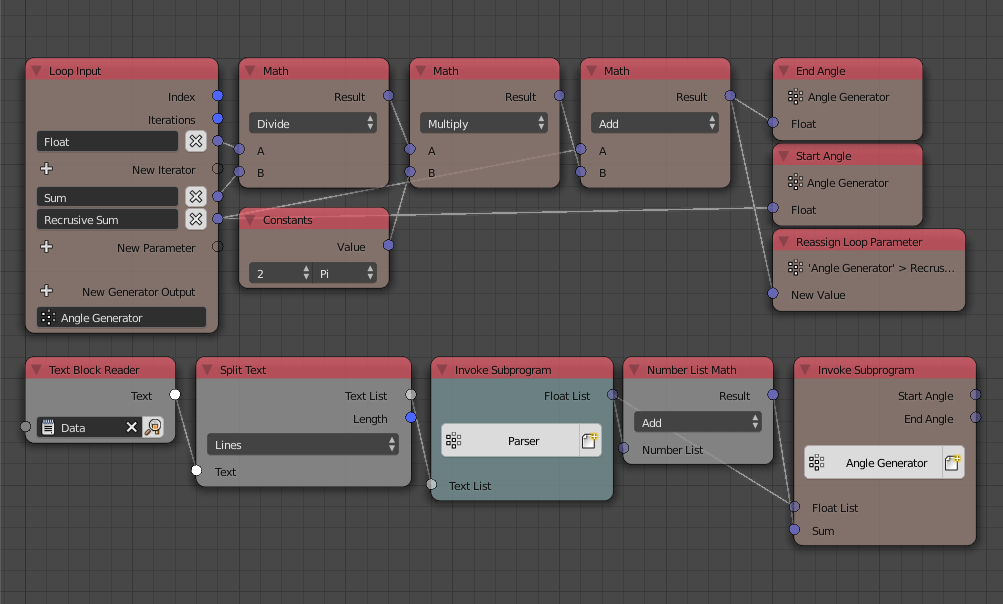 Loop Input
Index
Iterations
Float
New Iterator
Sum
Recrusive Sum
New Parameter
New Generator Output
Angle Generator
Math
Result
Divide
A
B
Math
Result
Multiply
A
B
Math
Result
Add
A
B
Constants
Value
2 Pi
End Angle
Angle Generator
Float
Start Angle
Angle Generator
Float
Reassign Loop Parameter
'Angle Generator' > Recrus...
New Value
Text Block Reader
Text
Data
Split Text
Text List
Length
Lines
Text
Invoke Subprogram
Float List
Parser
Text List
Number List Math
Result
Add
Number List
Invoke Subprogram
Start Angle
End Angle
Angle Generator
Float List
Sum